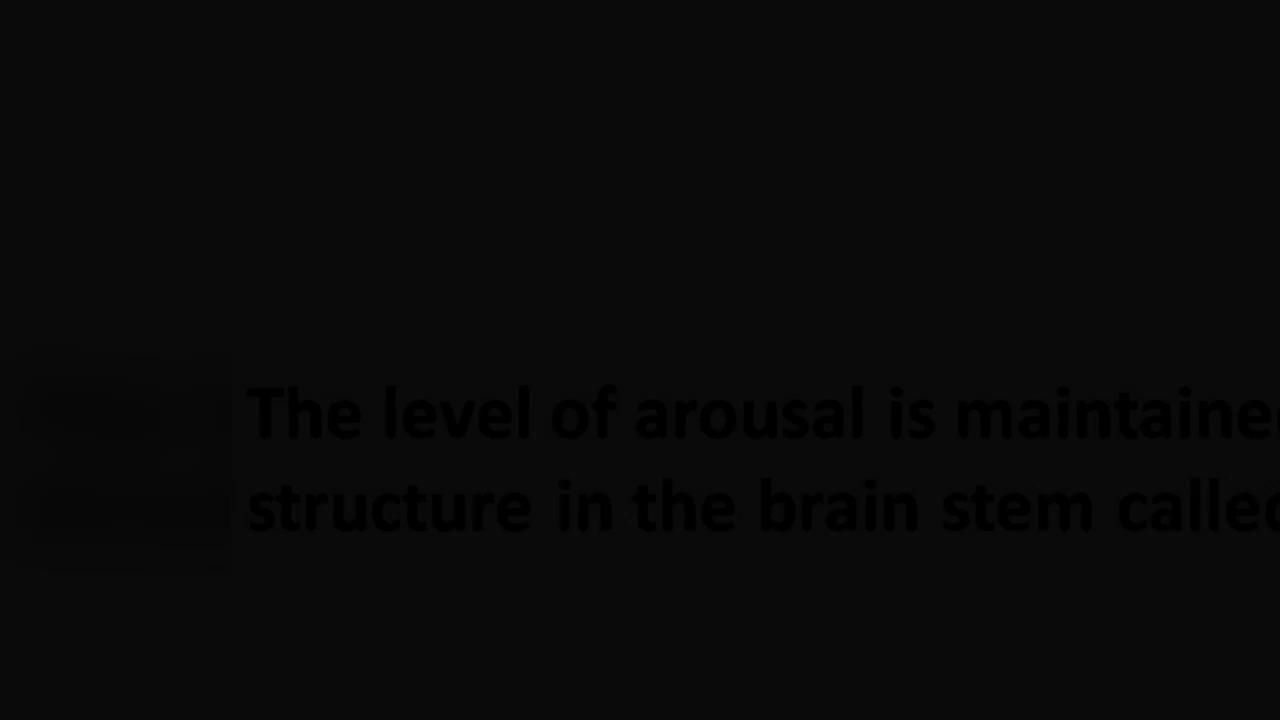 The level of arousal is maintaine
structure in the brain stem calle